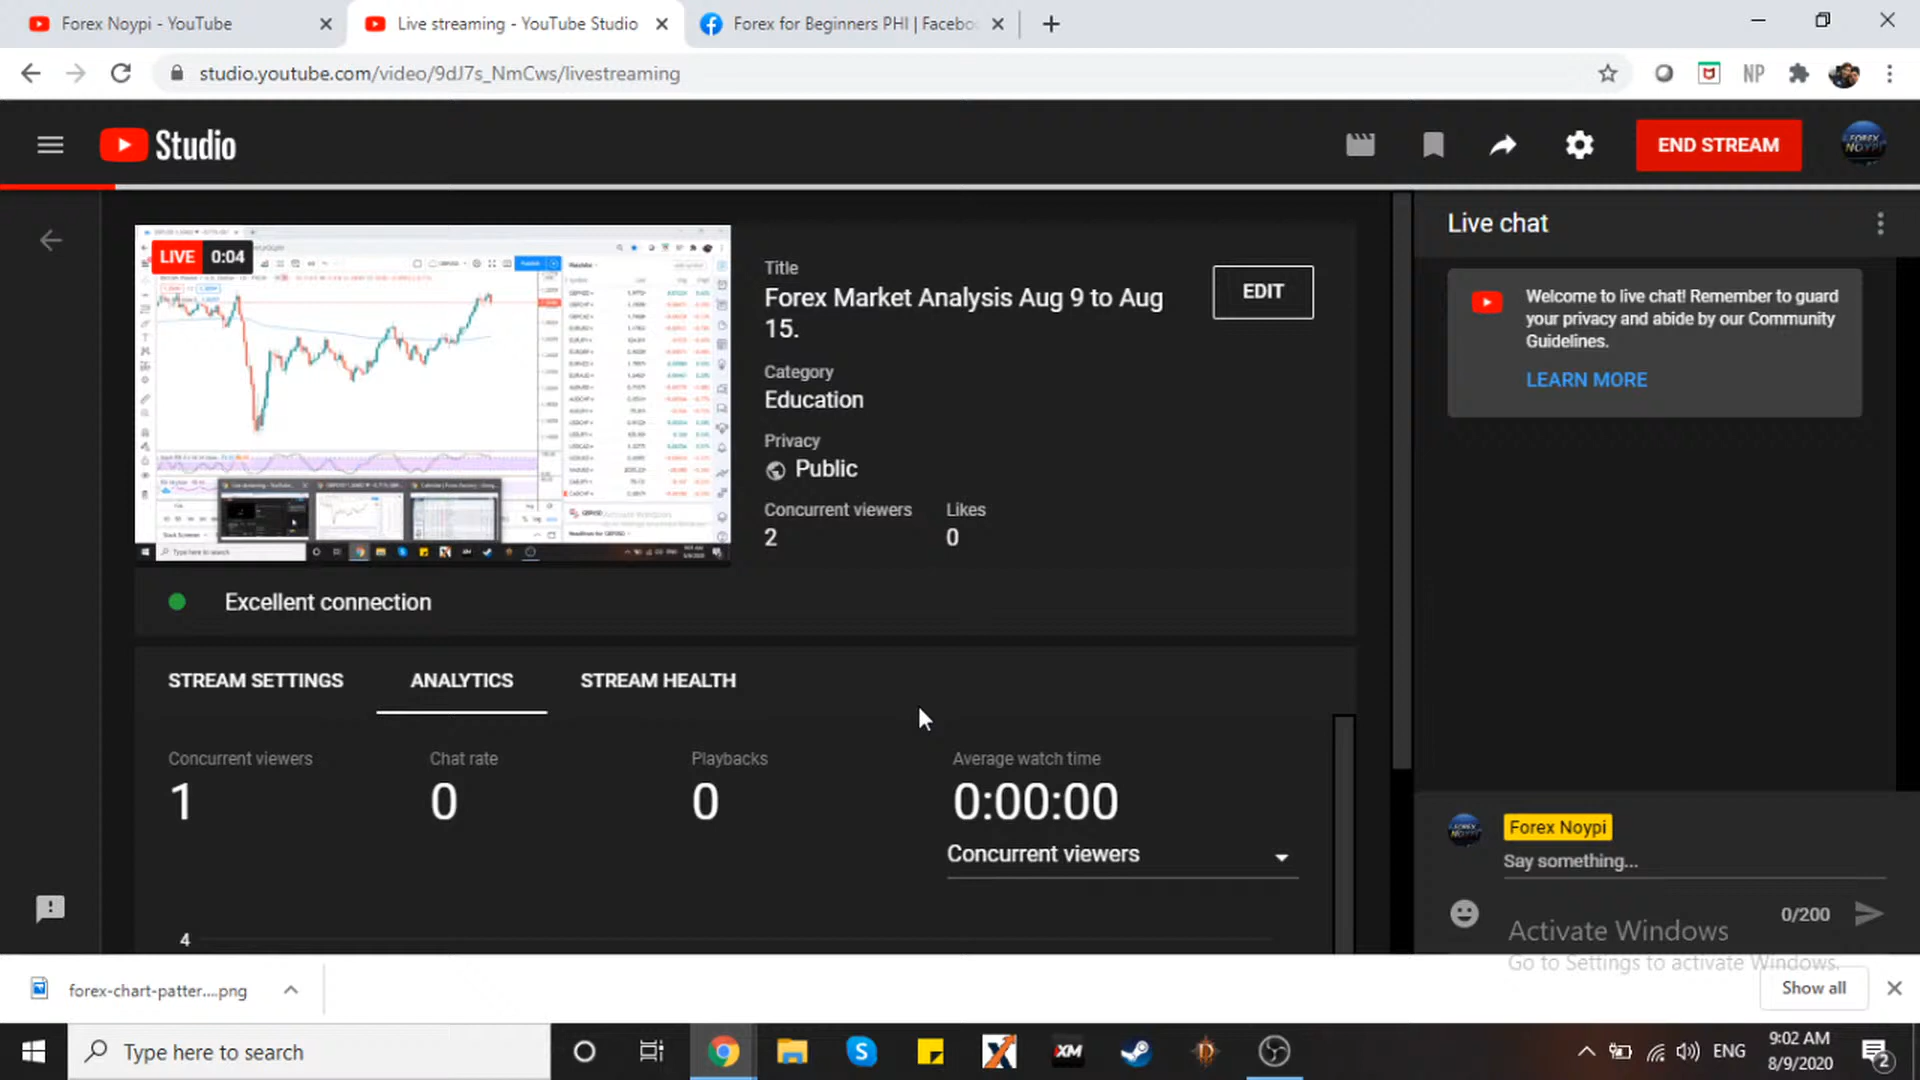 Forex Noypi - YouTube
Live streaming - YouTube Studio
Forex for Beginners PHI | Facebo
studio.youtube.com/video/9dJ7s_NmCws/livestreaming
NP
Studio
END STREAM
FOREX NOYPI
LIVE 0:04
Title
Forex Market Analysis Aug 9 to Aug
15.
EDIT
Category
Education
Privacy
Public
Concurrent viewers Likes
2 0
Excellent connection
STREAM SETTINGS ANALYTICS STREAM HEALTH
Concurrent viewers Chat rate Playbacks Average watch time
1 0 0 0:00:00
Concurrent viewers
4
Live chat
Welcome to live chat! Remember to guard
your privacy and abide by our Community
Guidelines.
LEARN MORE
Forex Noypi
Say something...
0/200
Activate Windows
Go to Settings to activate Windows.
forex-chart-patter....png
Show all
Type here to search
XM
ENG
9:02 AM
8/9/2020
2